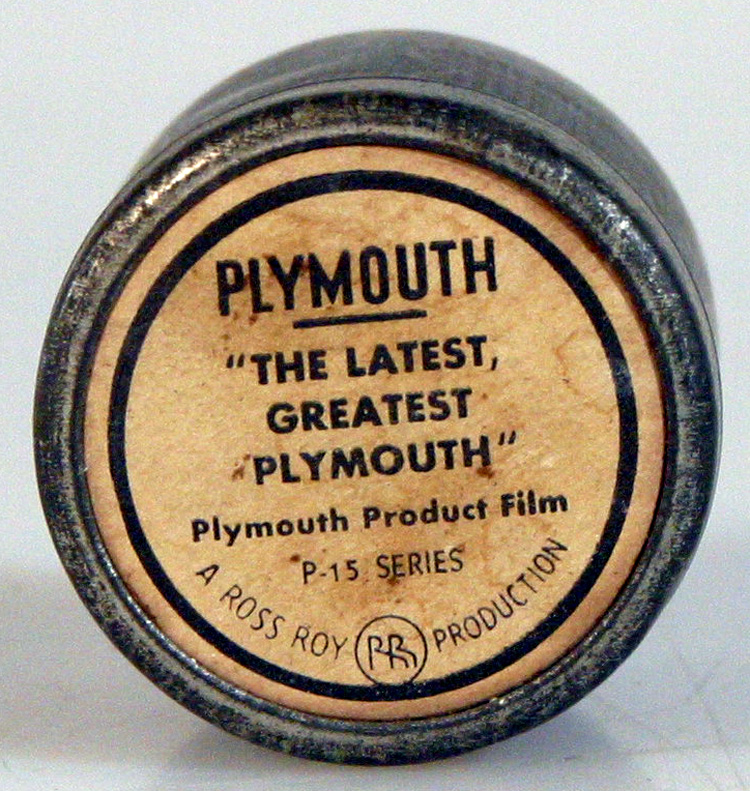 PLYMOUTH
"THE LATEST,
GREATEST
PLYMOUTH"
Plymouth Product Film
P-15 SERIES
A ROSS ROY RR PRODUCTION